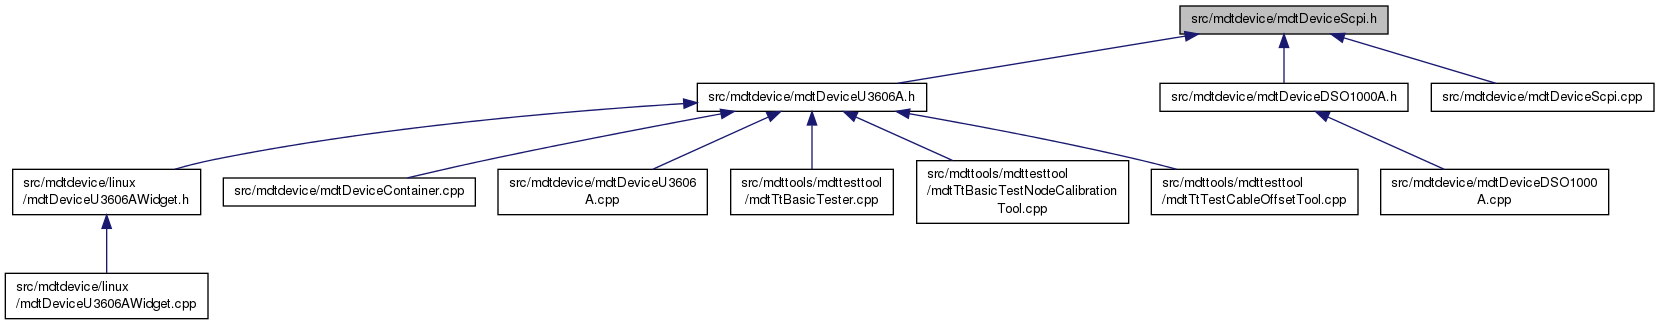 src/mdtdevice/mdtDeviceScpi.h
src/mdtdevice/mdtDeviceU3606A.h
src/mdtdevice/mdtDeviceDSO1000A.h
src/mdtdevice/mdtDeviceScpi.cpp
src/mdtdevice/linux
/mdtDeviceU3606AWidget.h
src/mdtdevice/mdtDeviceContainer.cpp
src/mdtdevice/mdtDeviceU3606
A.cpp
src/mdttools/mdttesttool
/mdtTtBasicTester.cpp
src/mdttools/mdttesttool
/mdtTtBasicTestNodeCalibration
Tool.cpp
src/mdttools/mdttesttool
/mdtTtTestCableOffsetTool.cpp
src/mdtdevice/mdtDeviceDSO1000
A.cpp
src/mdtdevice/linux
/mdtDeviceU3606AWidget.cpp